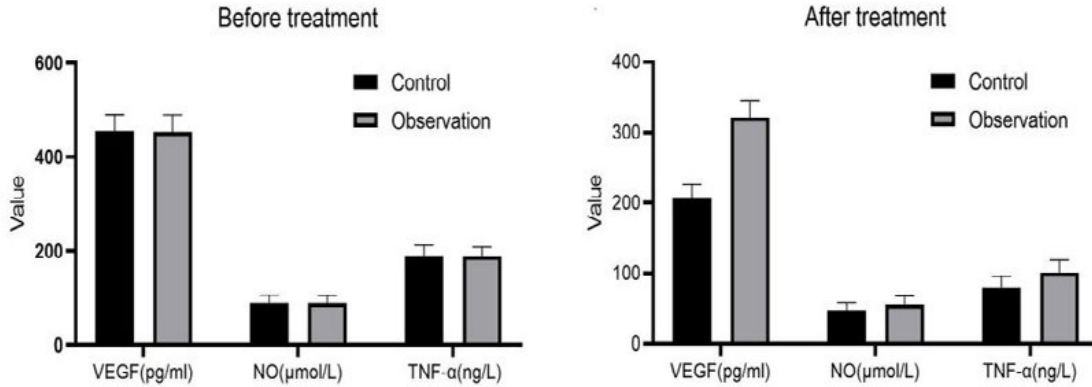 Before treatment
600
400
200
0
Value
Control
Observation
VEGF(pg/ml)
NO(μmol/L)
TNF-α(ng/L)
After treatment
400
300
200
100
0
Value
Control
Observation
VEGF(pg/ml)
NO(μmol/L)
TNF-α(ng/L)